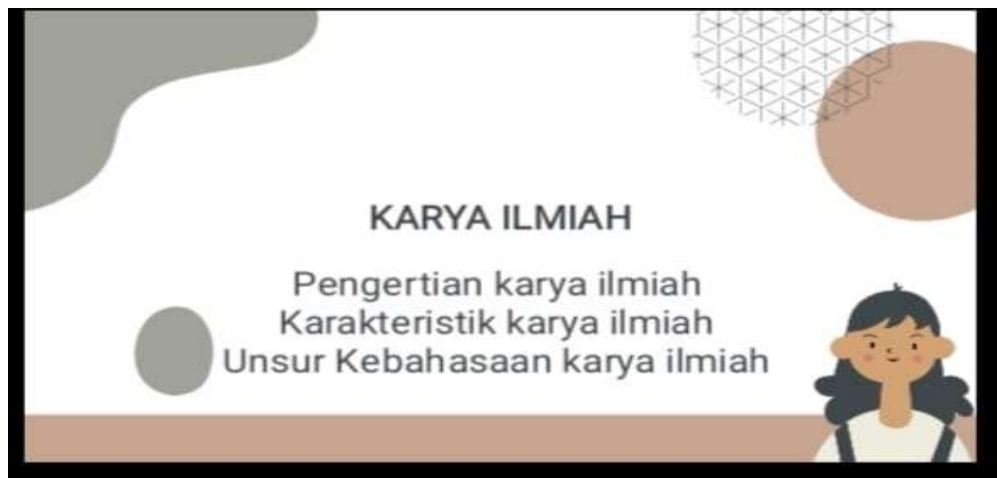 KARYA ILMIAH
Pengertian karya ilmiah
Karakteristik karya ilmiah
Unsur Kebahasaan karya ilmiah